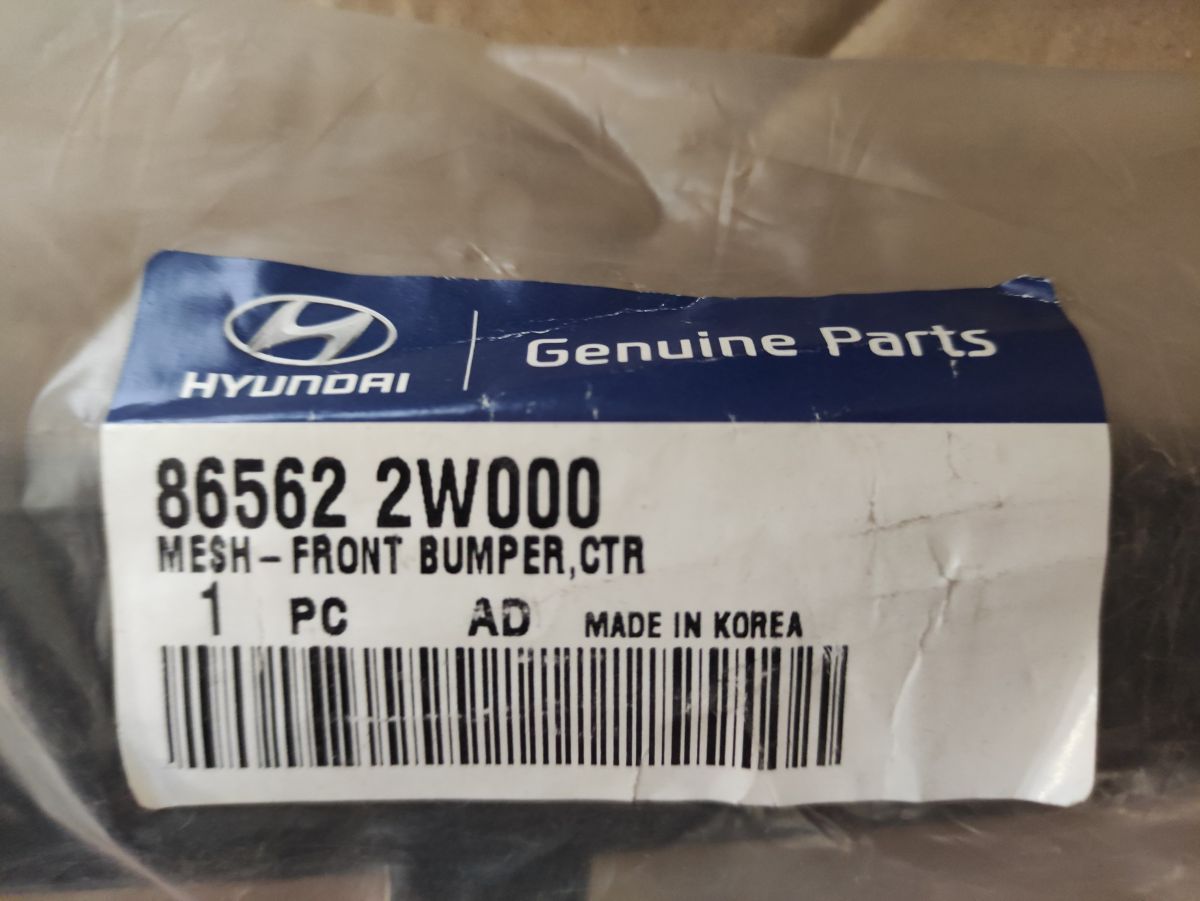 HYUNDAI
Genuine Parts
86562 2W000
MESH-FRONT BUMPER,CTR
1 PC AD MADE IN KOREA